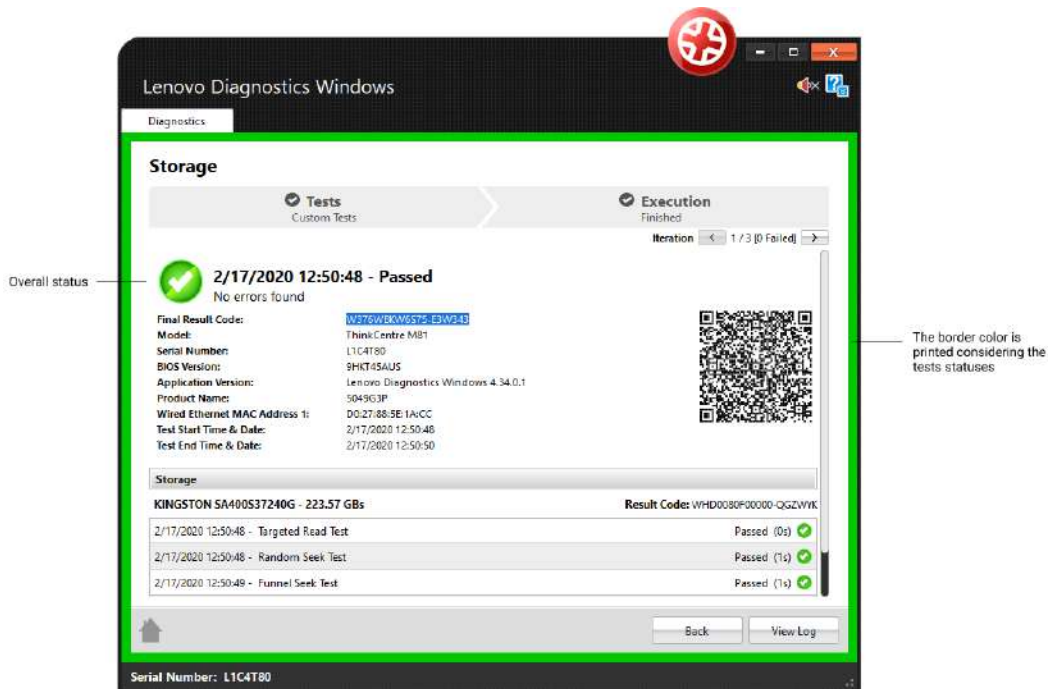 Lenovo Diagnostics Windows
Diagnostics
Storage
Tests
Custom Tests
Execution
Finished
Iteration < 1 / 3 [0 Failed] >
Overall status
2/17/2020 12:50:48 - Passed
No errors found
Final Result Code: W376WBKW6S75-E3W343
Model: ThinkCentre M81
Serial Number: L1C4T80
BIOS Version: 9HKT45AUS
Application Version: Lenovo Diagnostics Windows 4.34.0.1
Product Name: 5049G3P
Wired Ethernet MAC Address 1: D0:27:88:5E:1A:CC
Test Start Time & Date: 2/17/2020 12:50:48
Test End Time & Date: 2/17/2020 12:50:50
The border color is
printed considering the
tests statuses
Storage
KINGSTON SA400S37240G - 223.57 GBs Result Code: WHD0080F00000-QGZWYK
2/17/2020 12:50:48 - Targeted Read Test Passed (0s)
2/17/2020 12:50:48 - Random Seek Test Passed (1s)
2/17/2020 12:50:49 - Funnel Seek Test Passed (1s)
Back View Log
Serial Number: L1C4T80